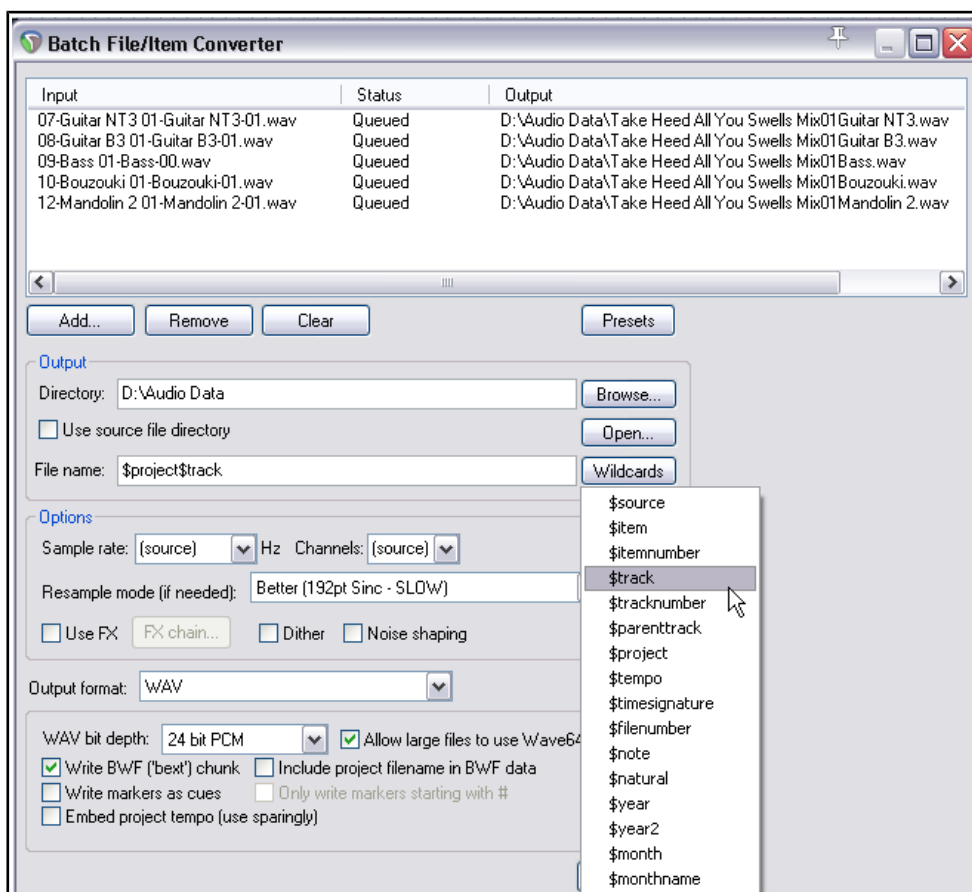 Batch File/Item Converter
Input Status Output
07-Guitar NT3 01-Guitar NT3-01.wav Queued D:\Audio Data\Take Heed All You Swells Mix01Guitar NT3.wav
08-Guitar B3 01-Guitar B3-01.wav Queued D:\Audio Data\Take Heed All You Swells Mix01Guitar B3.wav
09-Bass 01-Bass-00.wav Queued D:\Audio Data\Take Heed All You Swells Mix01Bass.wav
10-Bouzouki 01-Bouzouki-01.wav Queued D:\Audio Data\Take Heed All You Swells Mix01Bouzouki.wav
12-Mandolin 2 01-Mandolin 2-01.wav Queued D:\Audio Data\Take Heed All You Swells Mix01Mandolin 2.wav
Add... Remove Clear Presets
Output
Directory: D:\Audio Data Browse...
Use source file directory Open...
File name: $project$track Wildcards
Options
Sample rate: (source) Hz Channels: (source)
Resample mode (if needed): Better (192pt Sinc - SLOW)
Use FX FX chain... Dither Noise shaping
Output format: WAV
WAV bit depth: 24 bit PCM Allow large files to use Wave64
Write BWF ('bext') chunk Include project filename in BWF data
Write markers as cues Only write markers starting with #
Embed project tempo (use sparingly)
$source
$item
$itemnumber
$track
$tracknumber
$parenttrack
$project
$tempo
$timesignature
$filenumber
$note
$natural
$year
$year2
$month
$monthname